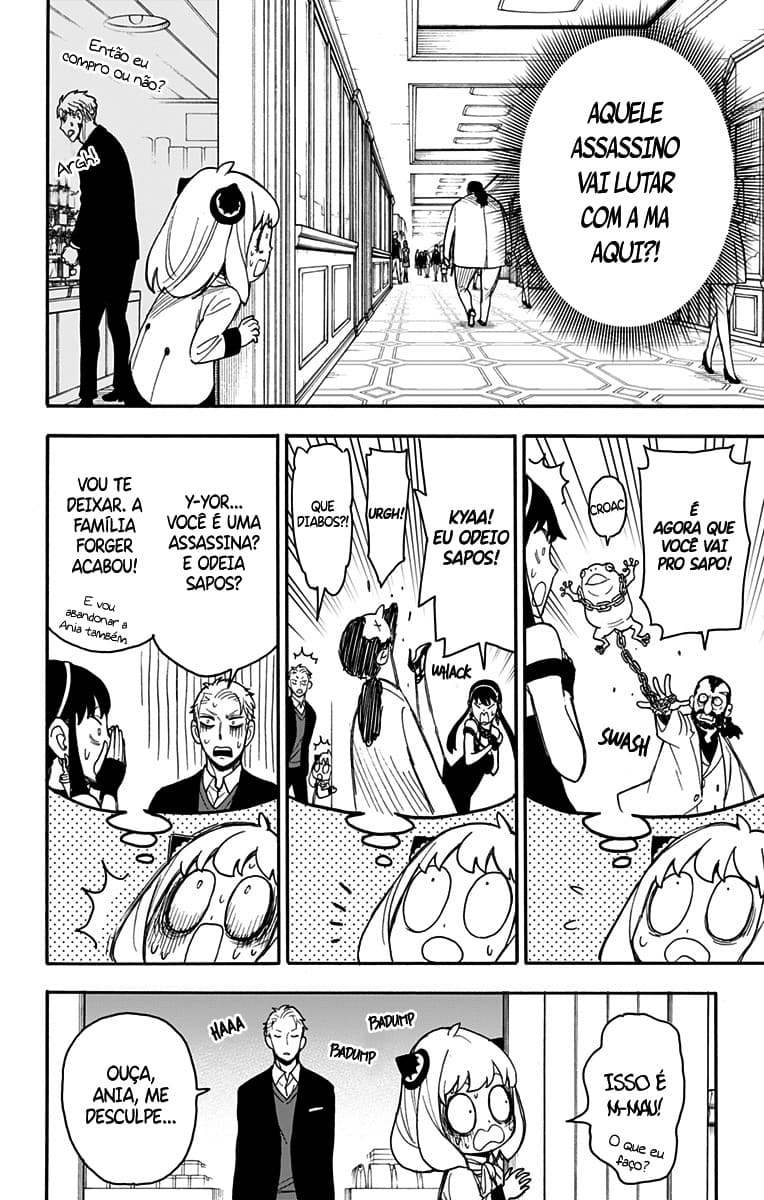 AQUELE
ASSASSINO
VAI LUTAR
COM A MA
AQUI?!
Então eu
compro ou não?
Arch!
É
AGORA QUE
VOCÊ VAI
PRO SAPO!
CROAC
SWASH
KYAA!
EU ODEIO
SAPOS!
URGH!
QUE
DIABOS?!
WHACK
Y-YOR...
VOCÊ É UMA
ASSASSINA?
E ODEIA
SAPOS?
VOU TE
DEIXAR. A
FAMÍLIA
FORGER
ACABOU!
E vou
abandonar a
Ania também
ISSO É
M-MAU!
O que eu
faço?
BADUMP
BADUMP
HAAA
OUÇA,
ANIA, ME
DESCULPE...